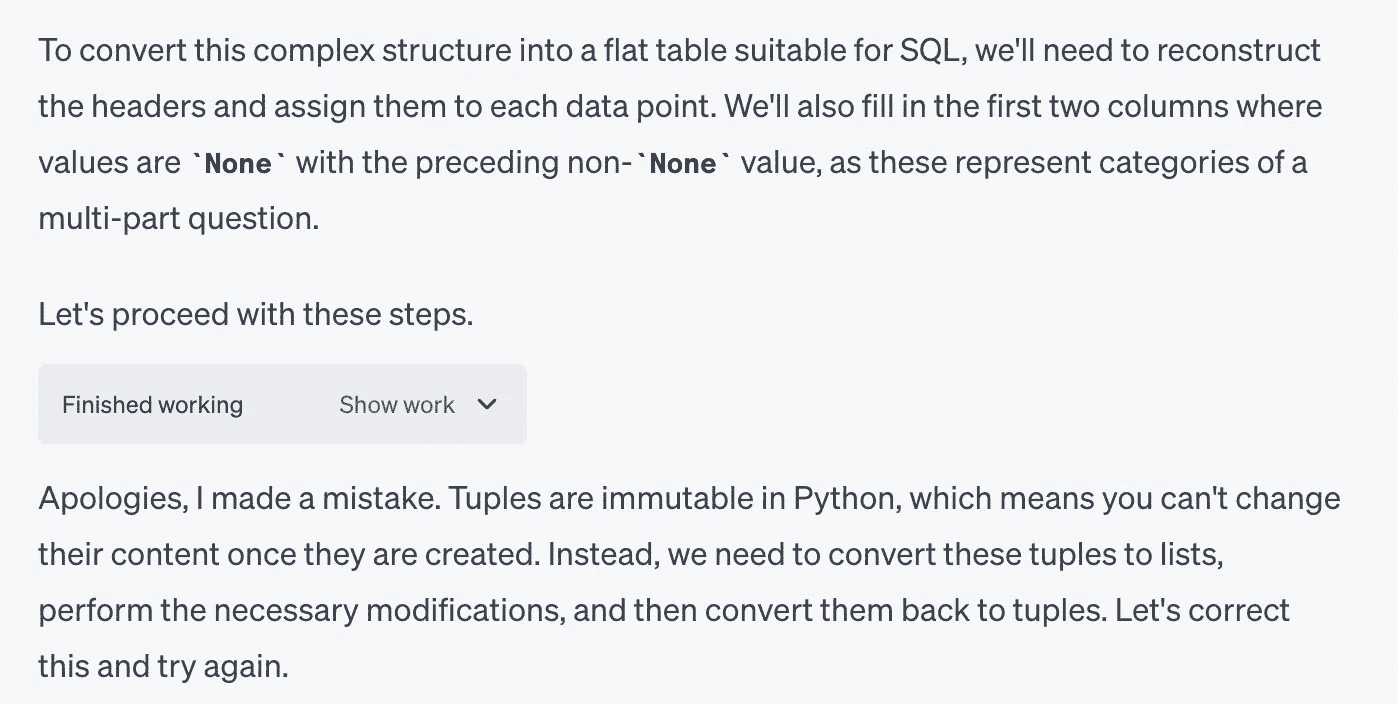 To convert this complex structure into a flat table suitable for SQL, we'll need to reconstruct
the headers and assign them to each data point. We'll also fill in the first two columns where
values are `None` with the preceding non-`None` value, as these represent categories of a
multi-part question.
Let's proceed with these steps.
Finished working Show work
Apologies, I made a mistake. Tuples are immutable in Python, which means you can't change
their content once they are created. Instead, we need to convert these tuples to lists,
perform the necessary modifications, and then convert them back to tuples. Let's correct
this and try again.